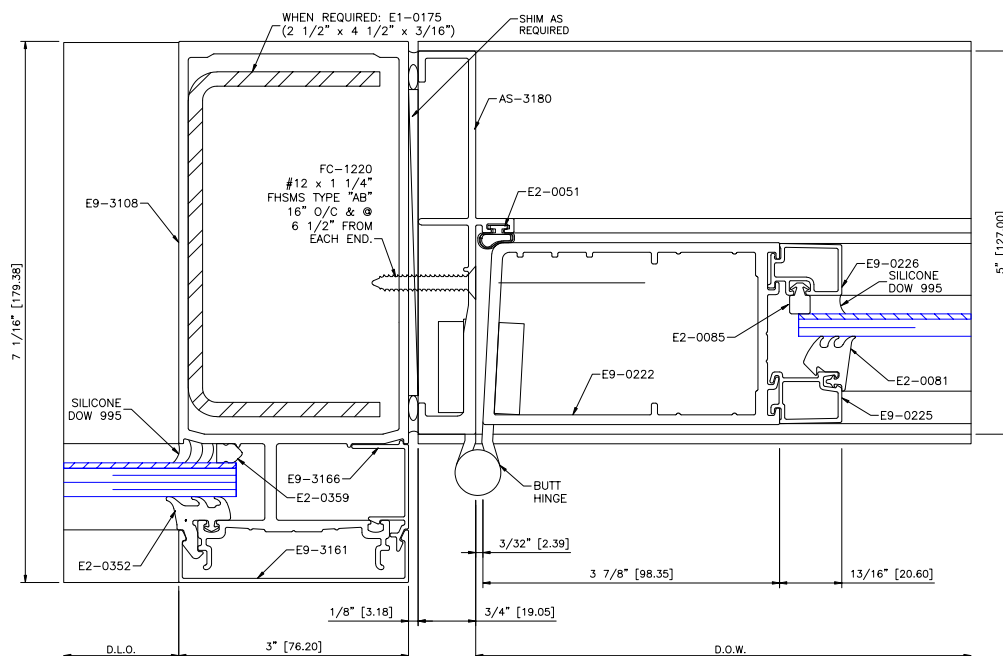 WHEN REQUIRED: E1-0175
(2 1/2" x 4 1/2" x 3/16")
SHIM AS
REQUIRED
AS-3180
FC-1220
#12 x 1 1/4"
FHSMS TYPE "AB"
16" O/C & @
6 1/2" FROM
EACH END.
E2-0051
E9-3108
5" [127.00]
E9-0226
SILICONE
DOW 995
7 1/16" [179.38]
E2-0085
E9-0222
E2-0081
E9-0225
SILICONE
DOW 995
E9-3166
E2-0359
BUTT
HINGE
E2-0352
E9-3161
3/32" [2.39]
3 7/8" [98.35]
13/16" [20.60]
1/8" [3.18]
3/4" [19.05]
D.L.O.
3" [76.20]
D.O.W.